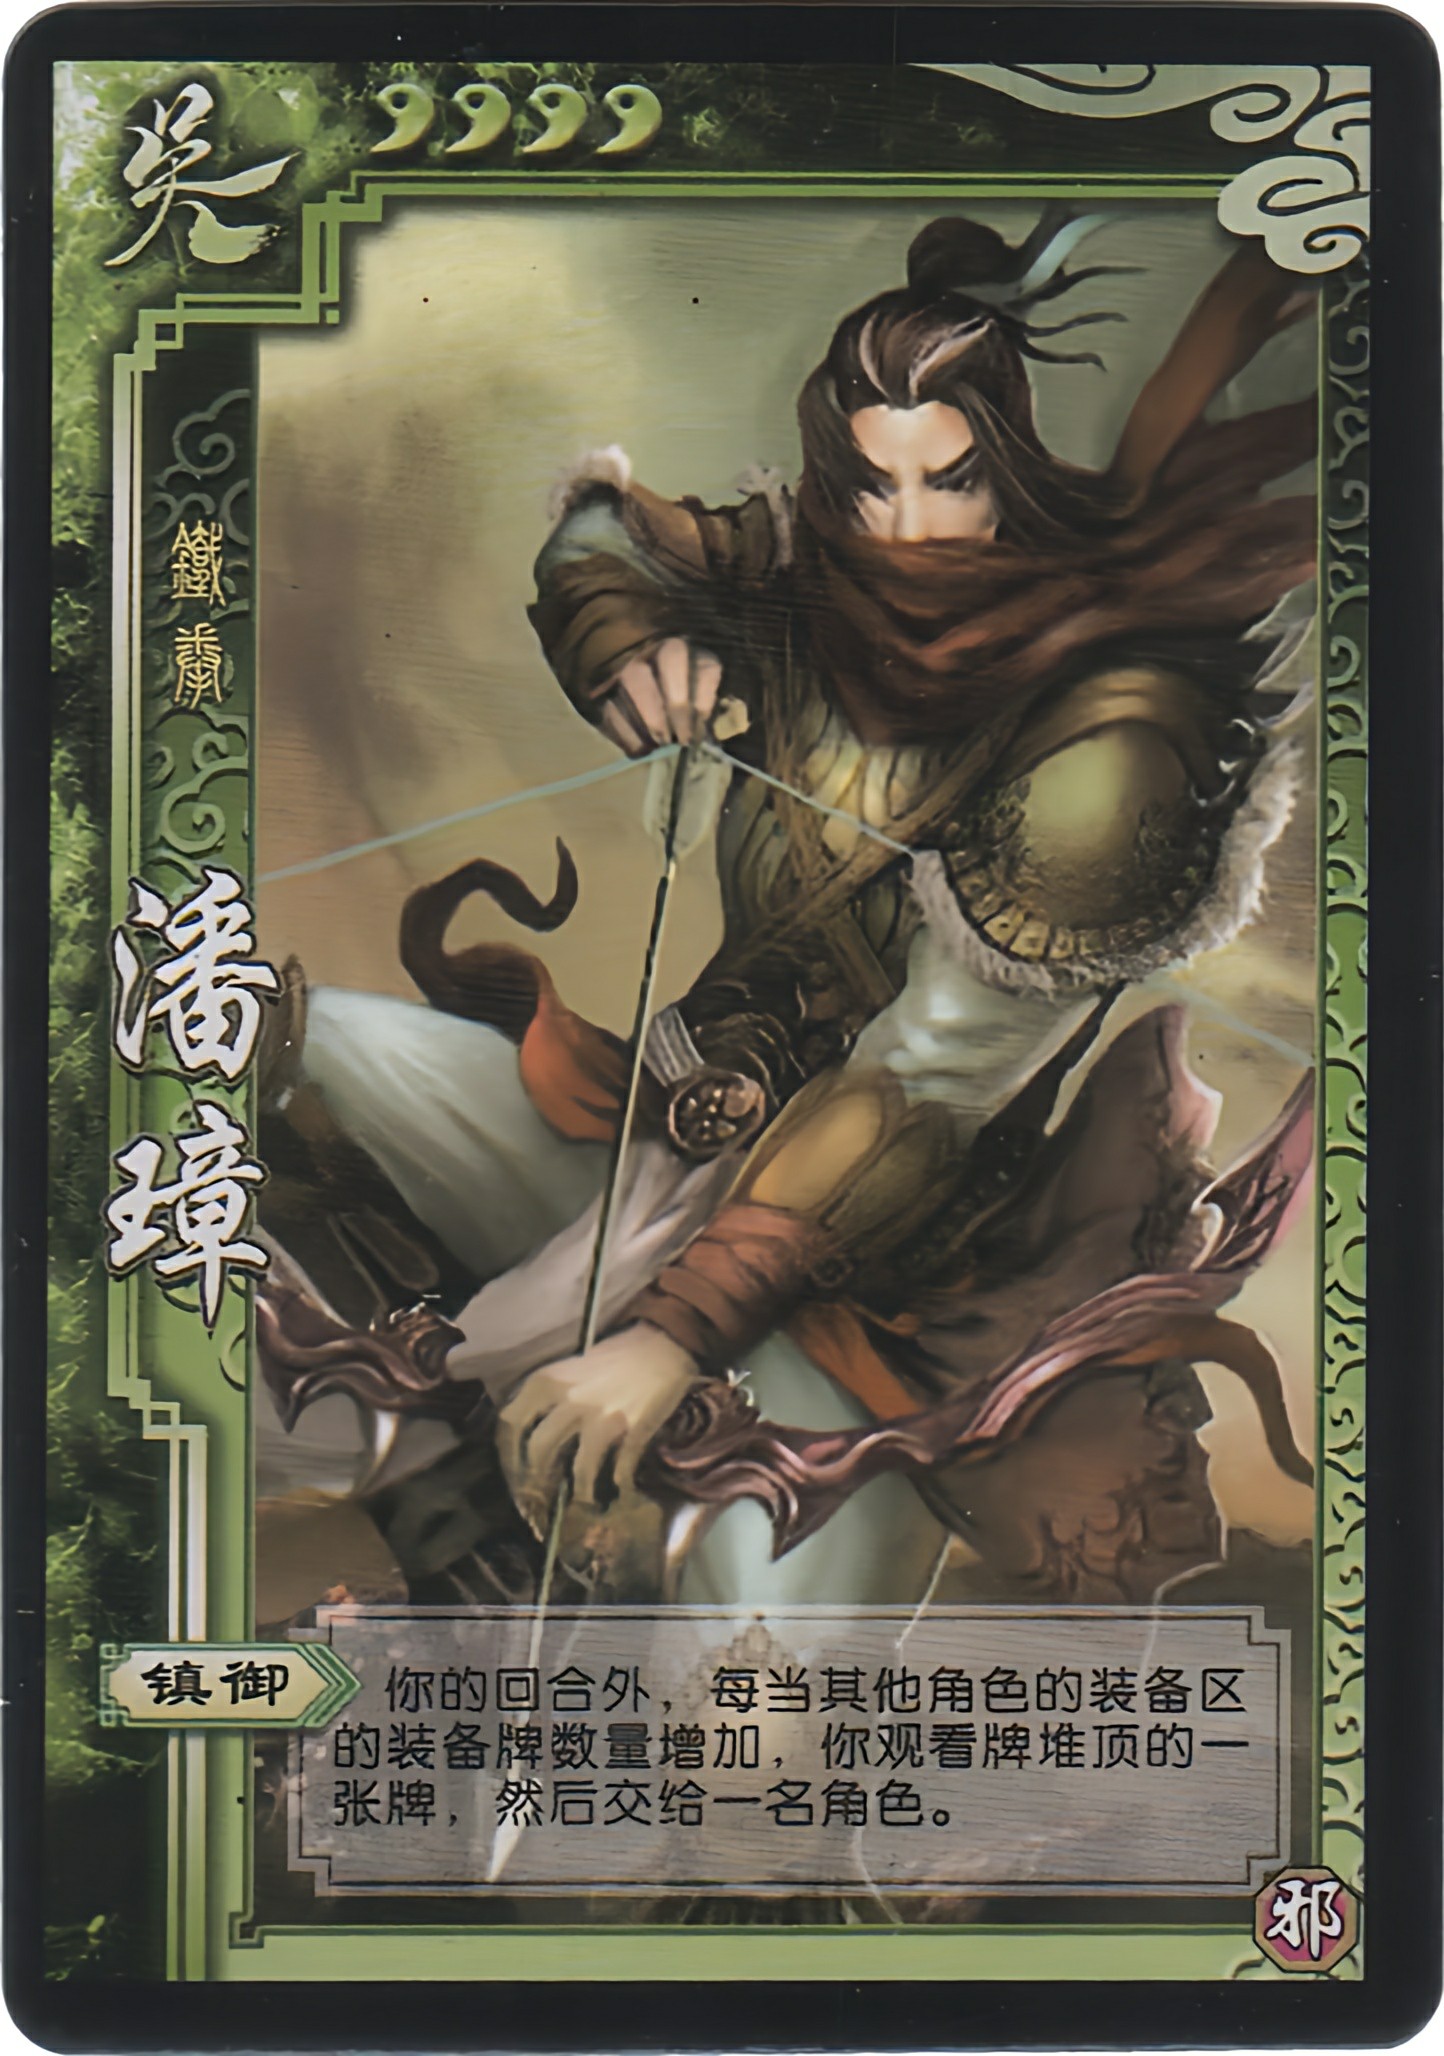 吴
鐵拳
潘璋
镇御
你的回合外，每当其他角色的装备区
的装备牌数量增加，你观看牌堆顶的一
张牌，然后交给一名角色。
邪